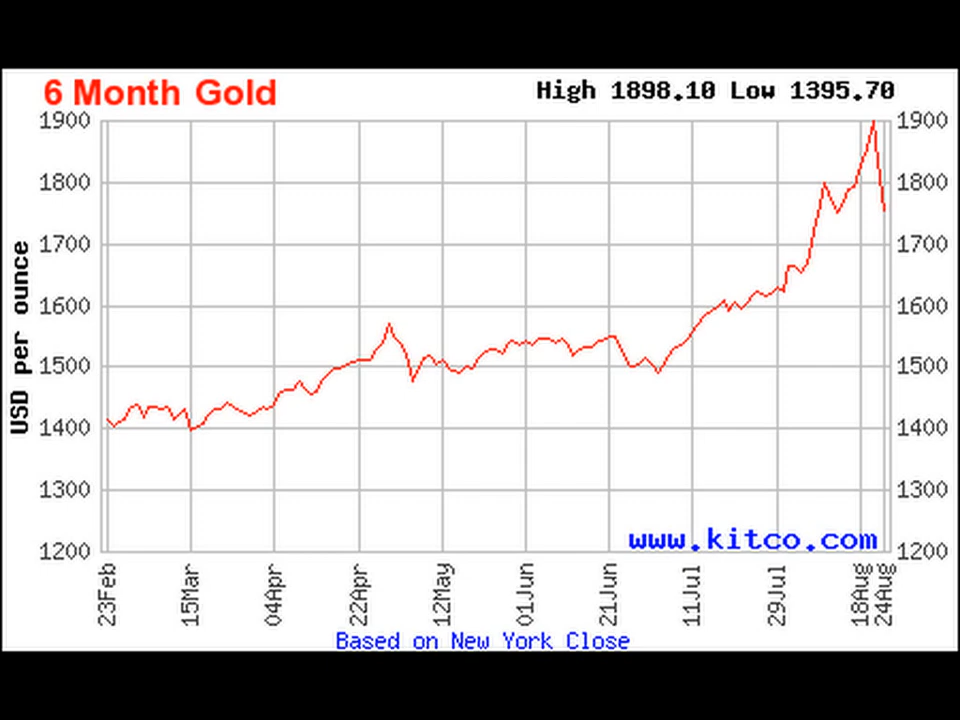 6 Month Gold
High 1898.10 Low 1395.70
1900 1900
1800 1800
1700 1700
1600 1600
1500 1500
1400 1400
1300 1300
1200 1200
USD per ounce
www.kitco.com
23Feb 15Mar 04Apr 22Apr 12May 01Jun 21Jun 11Jul 29Jul 18Aug 24Aug
Based on New York Close